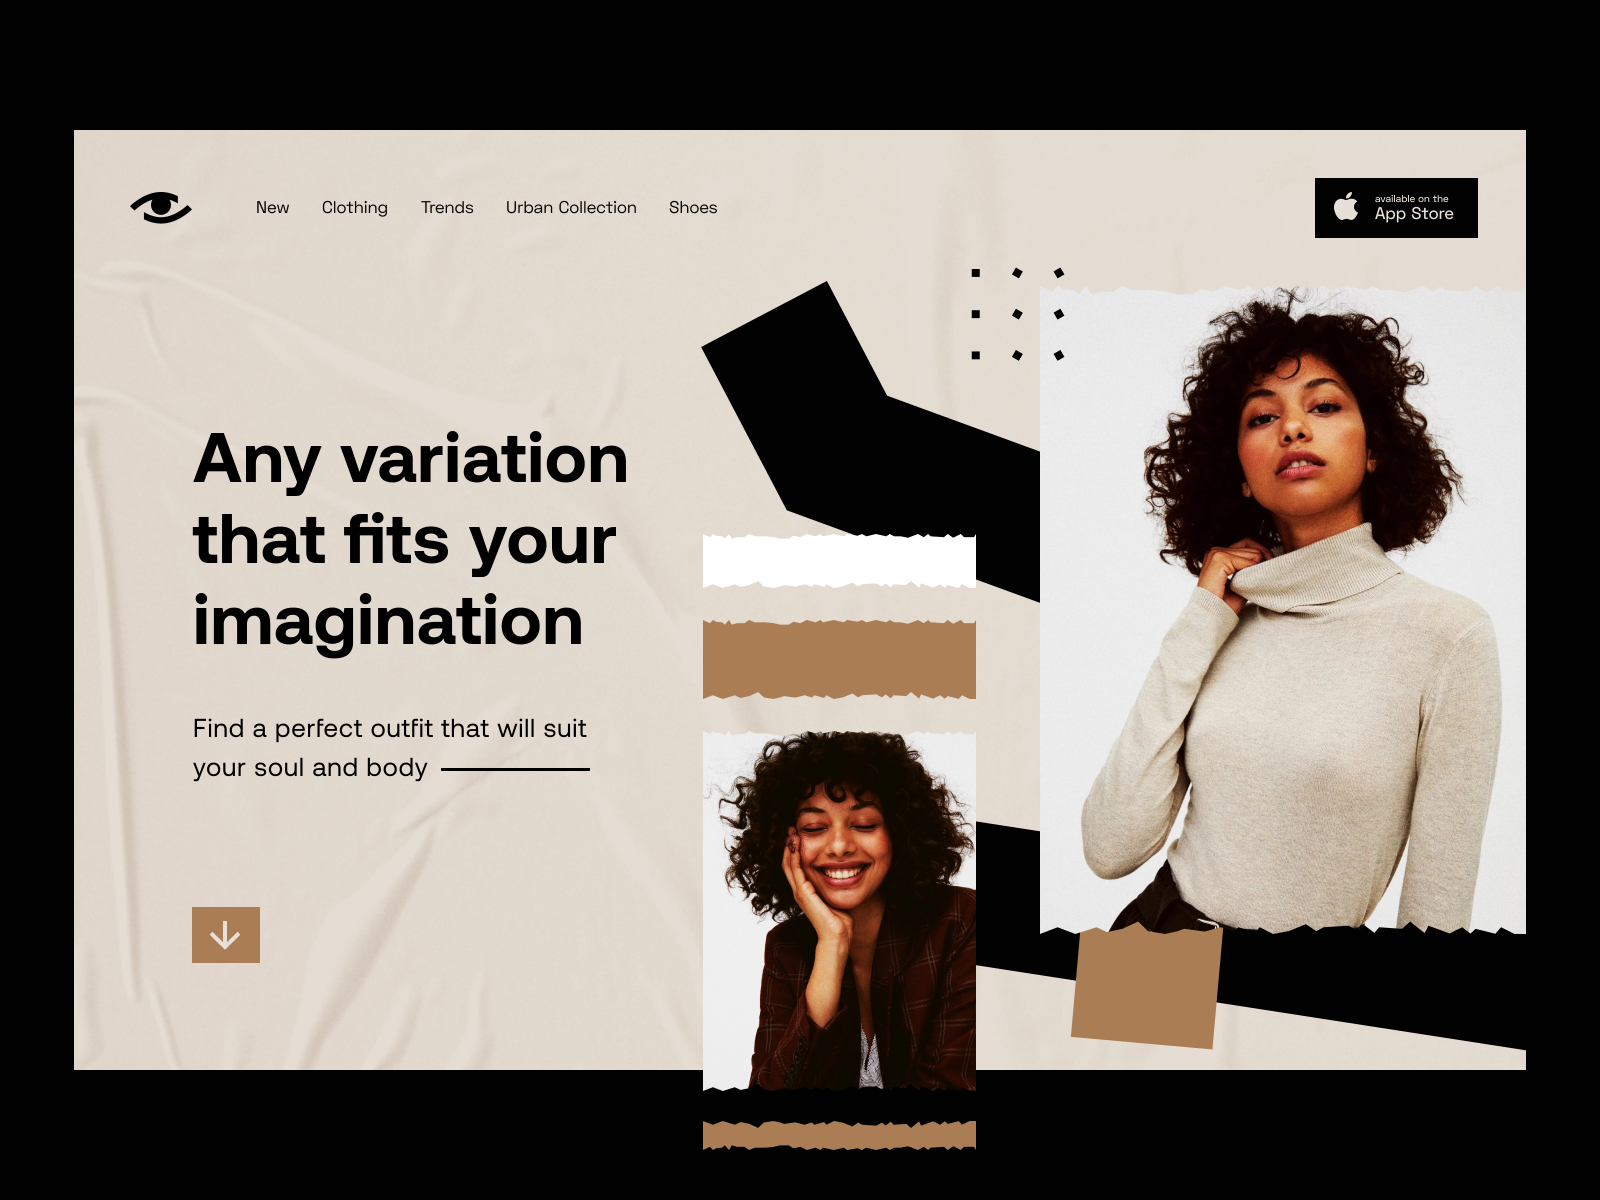 New
Clothing
Trends
Urban Collection
Shoes
available on the
App Store
Any variation
that fits your
imagination
Find a perfect outfit that will suit
your soul and body